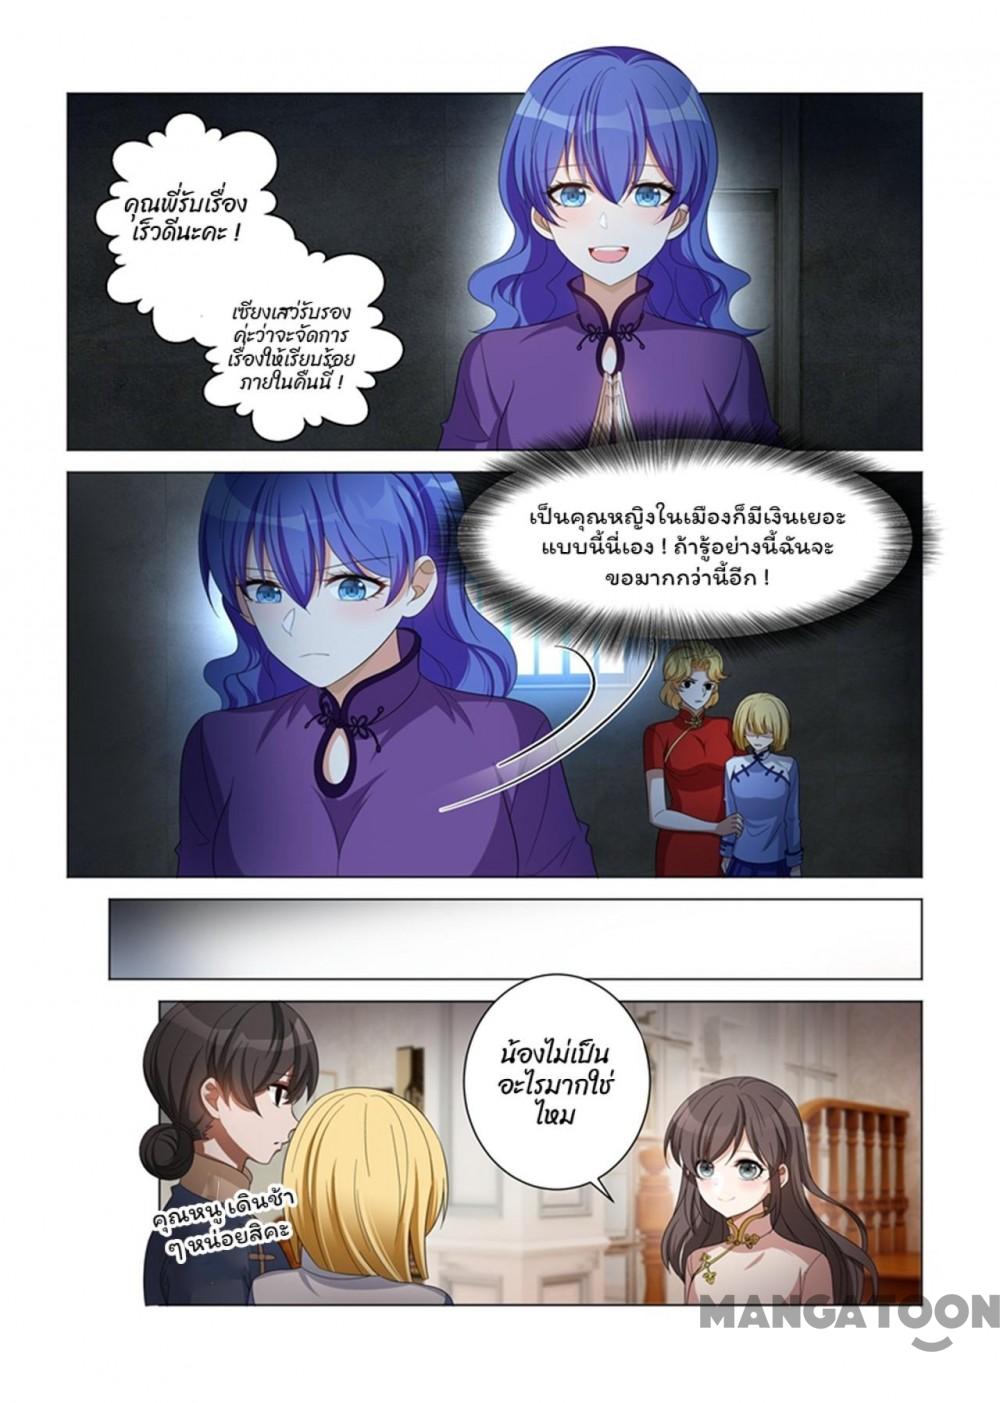 คุณพี่รับเรื่อง
เร็วดีนะคะ !
เซียงเสว่รับรอง
ค่ะว่าจะจัดการ
เรื่องให้เรียบร้อย
ภายในคืนนี้ !
เป็นคุณหญิงในเมืองก็มีเงินเยอะ
แบบนี้นี่เอง ! ถ้ารู้อย่างนี้ฉันจะ
ขอมากกว่านี้อีก !
น้องไม่เป็น
อะไรมากใช่
ไหม
คุณหนู เดินช้า
ๆ หน่อยสิคะ
MANGATOON